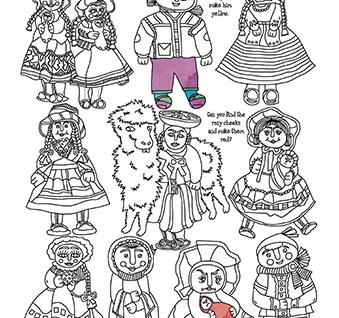 make him
yellow.
Can you find the
rosy cheeks
and make them
red?